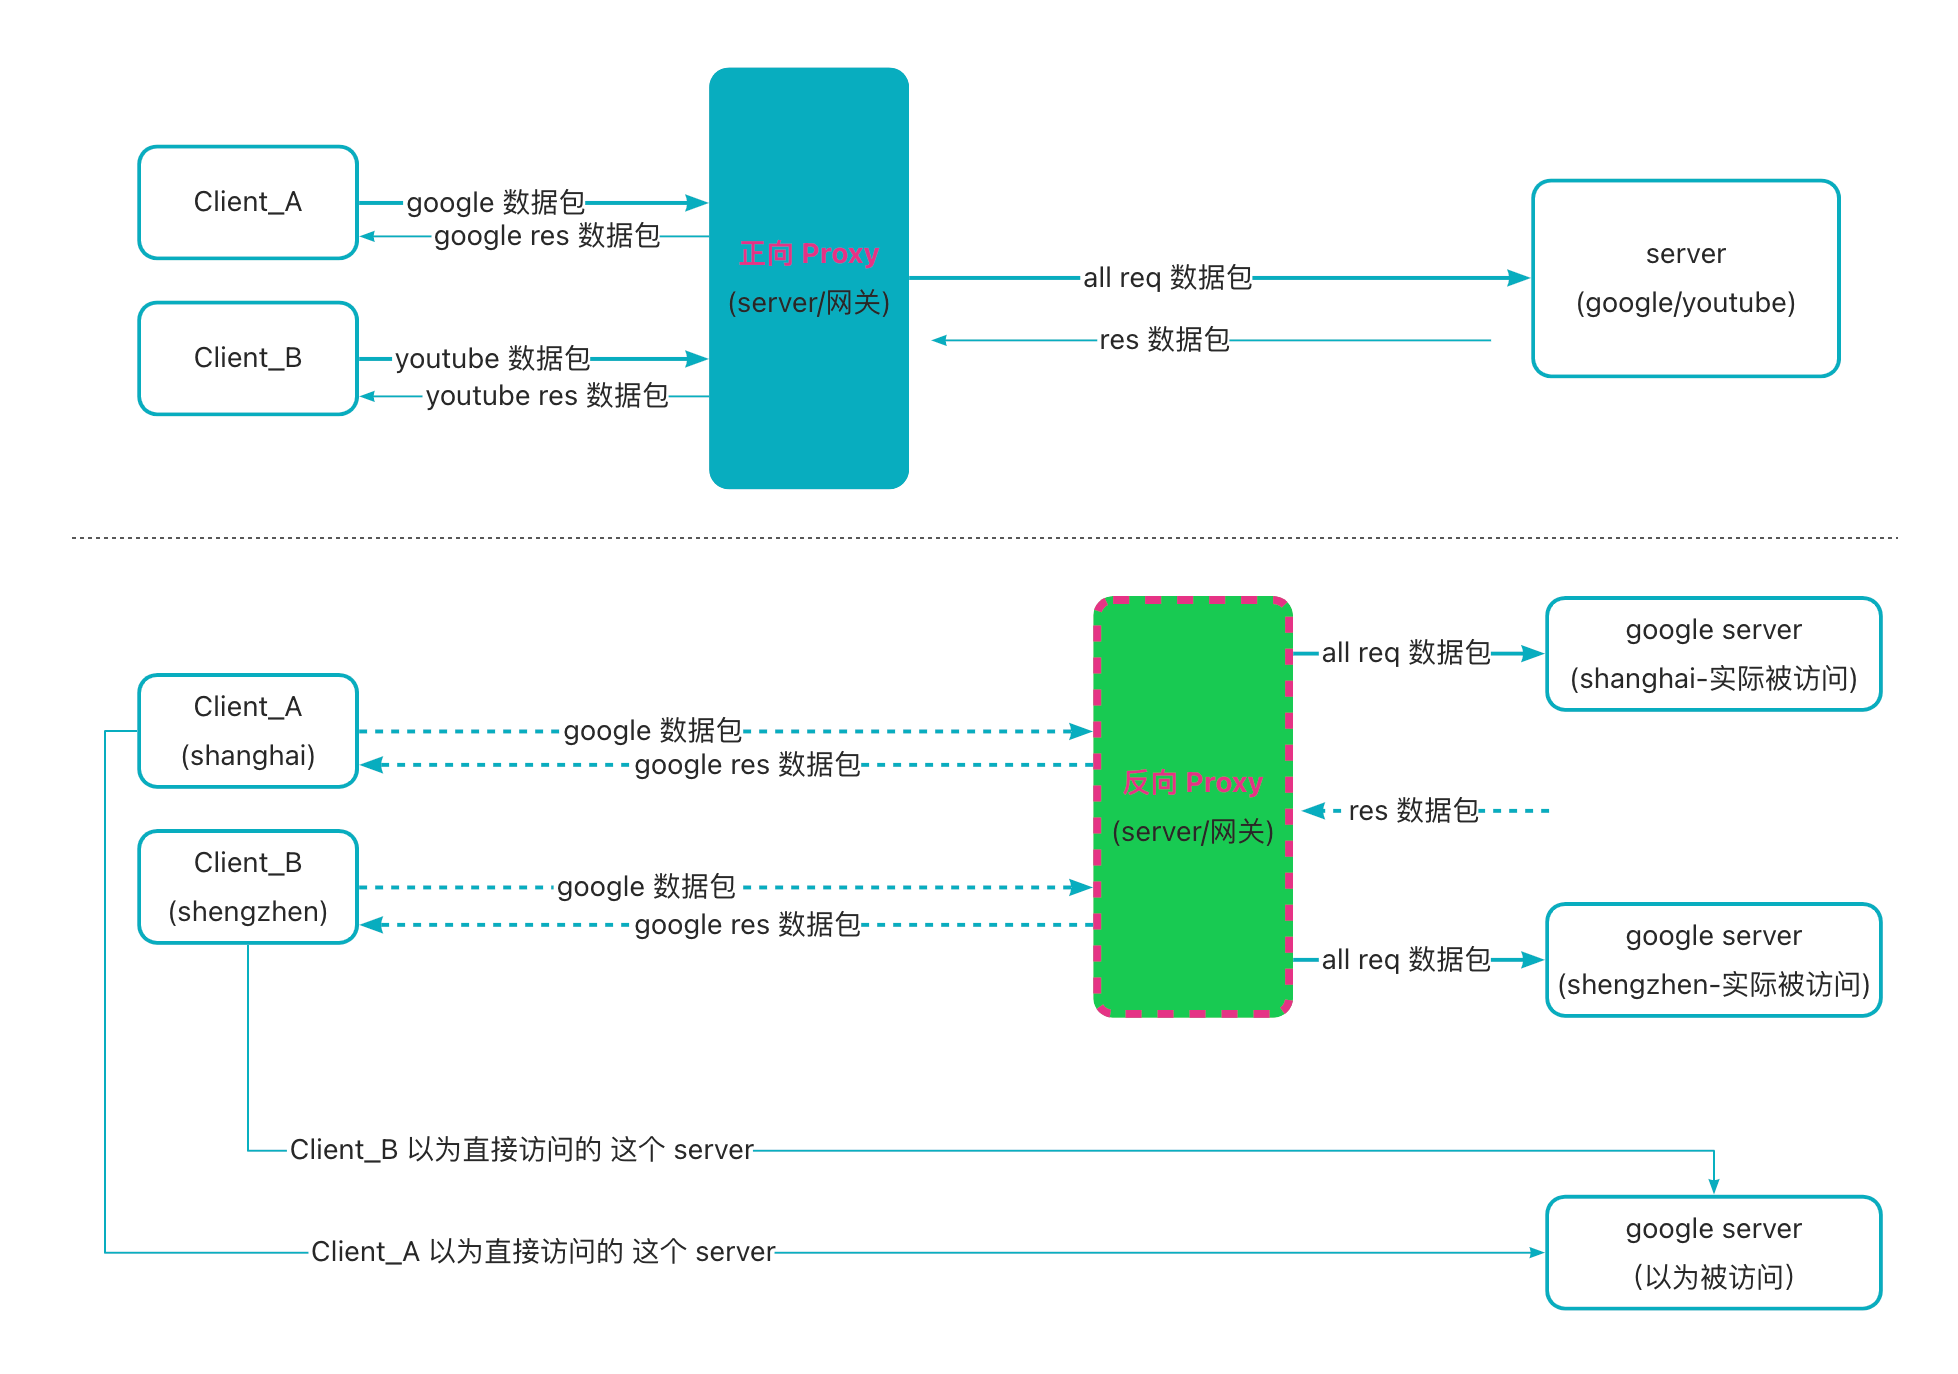 Client_A
google 数据包
google res 数据包
Client_B
youtube 数据包
youtube res 数据包
正向 Proxy
(server/网关)
all req 数据包
res 数据包
server
(google/youtube)
Client_A
(shanghai)
google 数据包
google res 数据包
Client_B
(shengzhen)
google 数据包
google res 数据包
反向 Proxy
(server/网关)
all req 数据包
res 数据包
all req 数据包
google server
(shanghai-实际被访问)
google server
(shengzhen-实际被访问)
Client_B 以为直接访问的 这个 server
Client_A 以为直接访问的 这个 server
google server
(以为被访问)